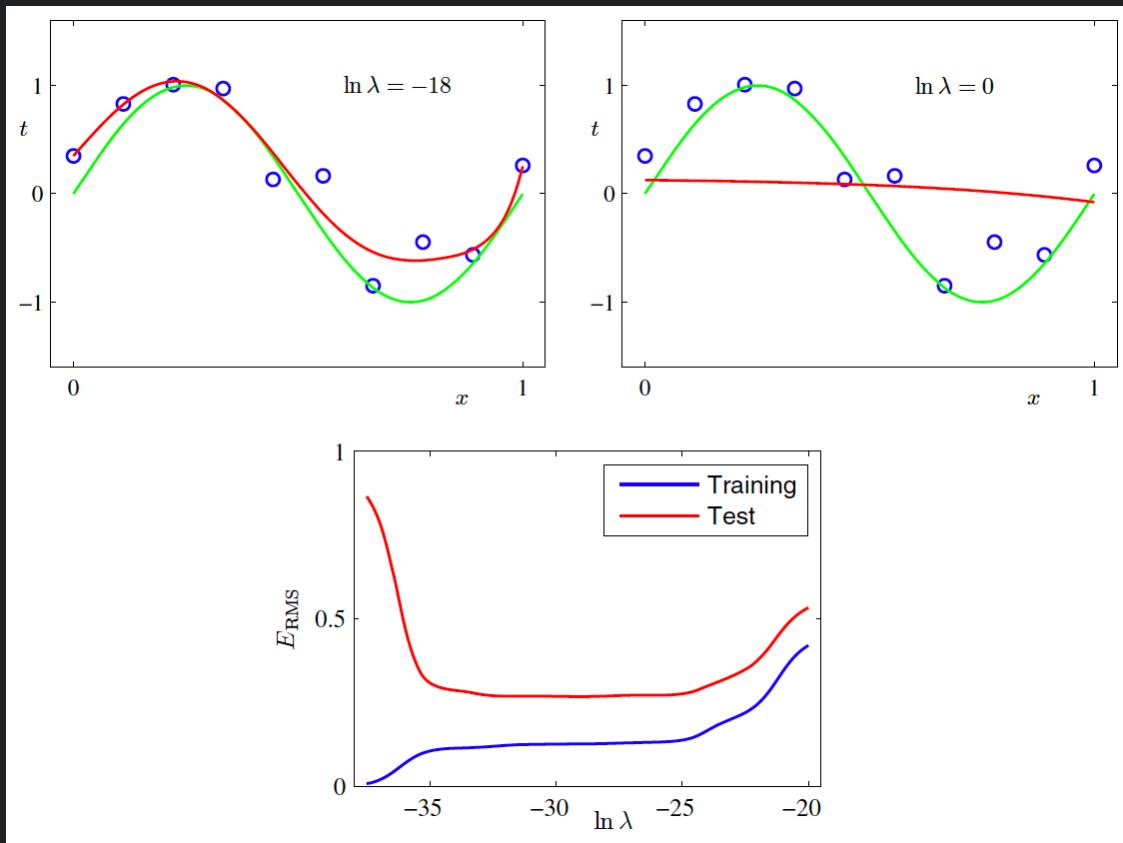 ln λ = −18
1
t
0
−1
0
1
x
ln λ = 0
1
t
0
−1
0
1
x
1
Training
Test
E_RMS
0.5
0
−35
−30
−25
−20
ln λ